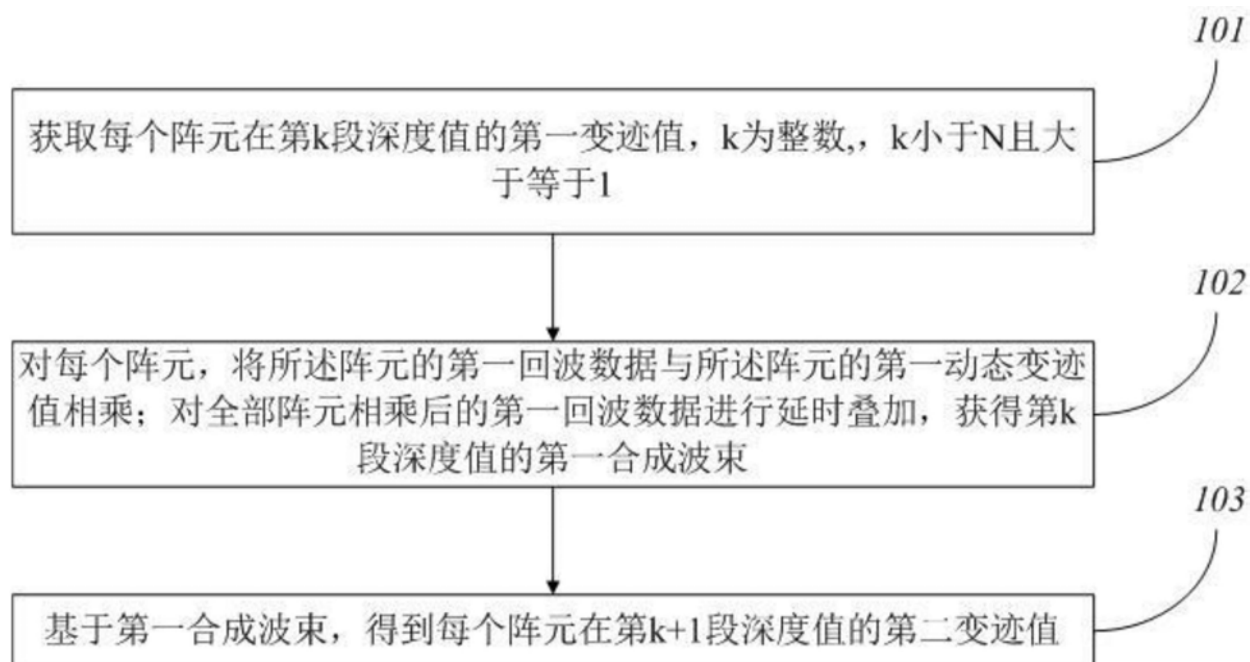 101
获取每个阵元在第k段深度值的第一变迹值，k为整数,，k小于N且大
于等于1
102
对每个阵元，将所述阵元的第一回波数据与所述阵元的第一动态变迹
值相乘；对全部阵元相乘后的第一回波数据进行延时叠加，获得第k
段深度值的第一合成波束
103
基于第一合成波束，得到每个阵元在第k+1段深度值的第二变迹值